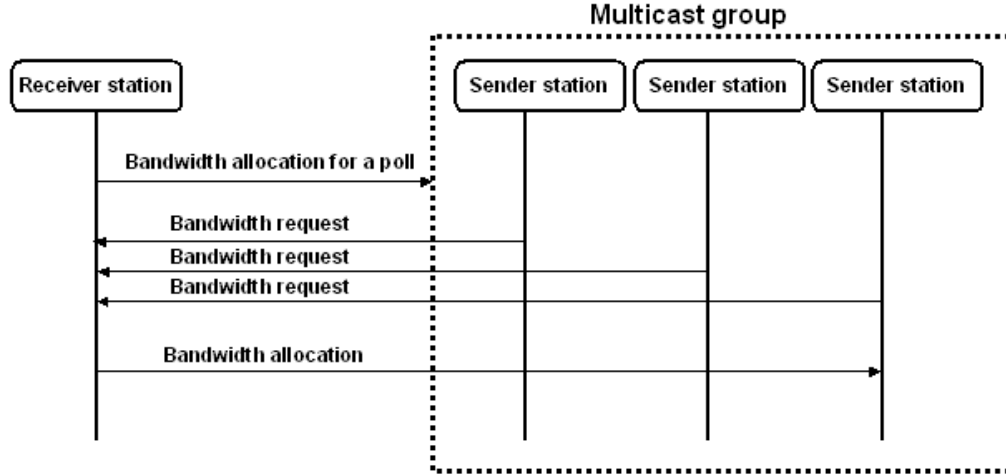 Multicast group
Receiver station
Sender station
Sender station
Sender station
Bandwidth allocation for a poll
Bandwidth request
Bandwidth request
Bandwidth request
Bandwidth allocation